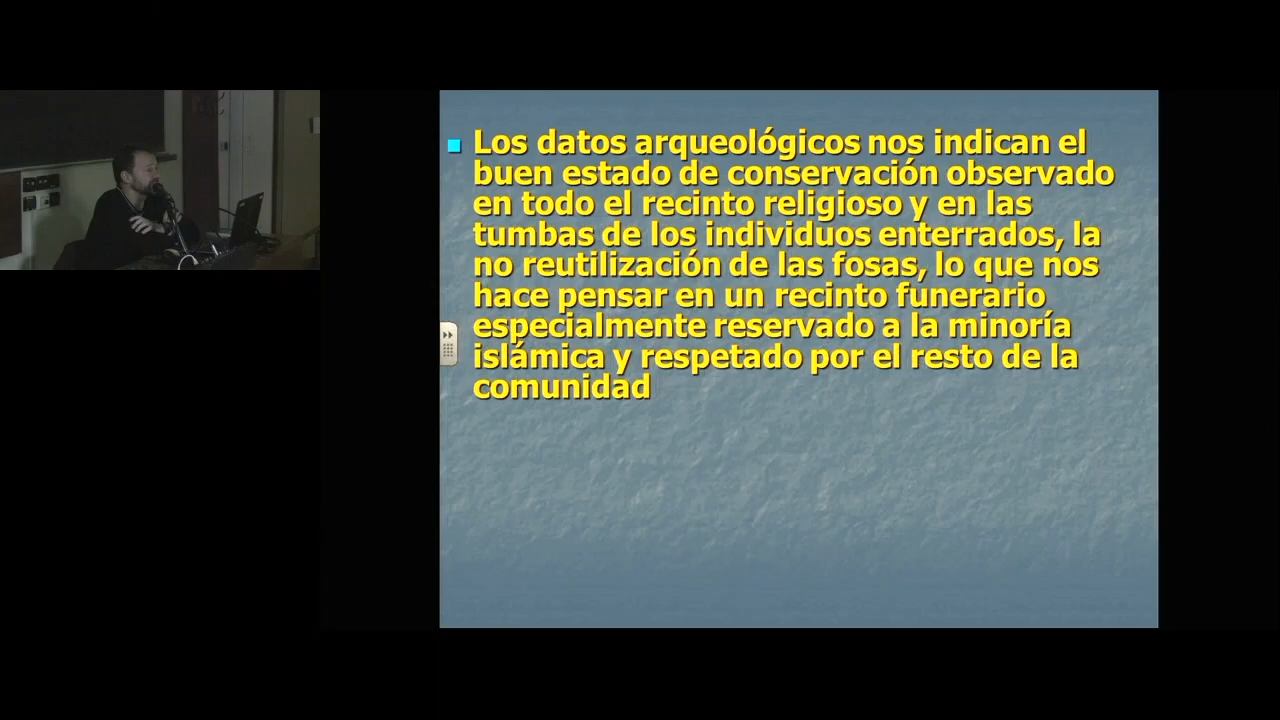 Los datos arqueológicos nos indican el
buen estado de conservación observado
en todo el recinto religioso y en las
tumbas de los individuos enterrados, la
no reutilización de las fosas, lo que nos
hace pensar en un recinto funerario
especialmente reservado a la minoría
islámica y respetado por el resto de la
comunidad